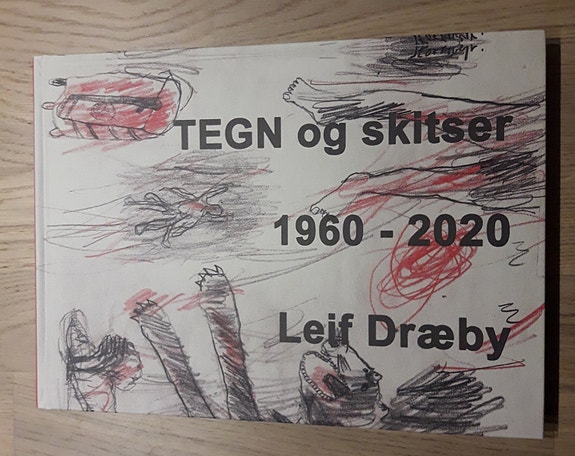 TEGN og skitser
1960 - 2020
Leif Dræby